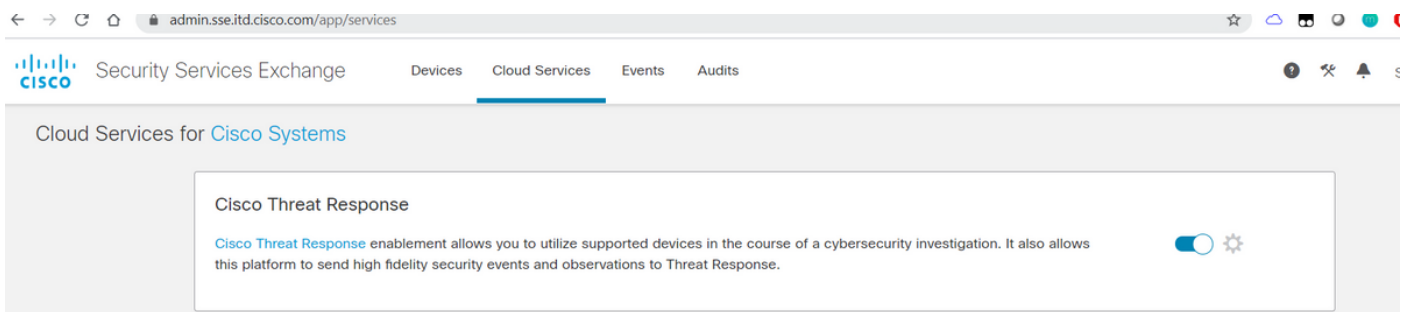 admin.sse.itd.cisco.com/app/services
CISCO Security Services Exchange Devices Cloud Services Events Audits
Cloud Services for Cisco Systems
Cisco Threat Response
Cisco Threat Response enablement allows you to utilize supported devices in the course of a cybersecurity investigation. It also allows
this platform to send high fidelity security events and observations to Threat Response.